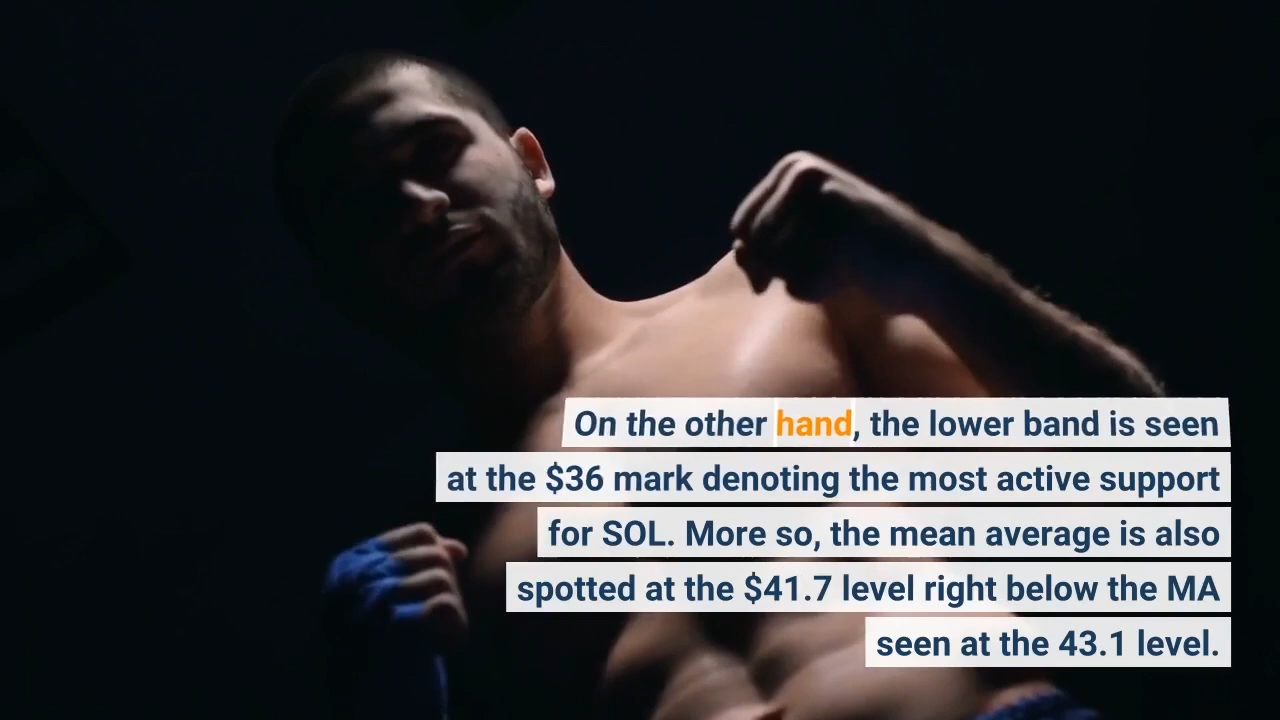 On the other hand, the lower band is seen
at the $36 mark denoting the most active support
for SOL. More so, the mean average is also
spotted at the $41.7 level right below the MA
seen at the 43.1 level.